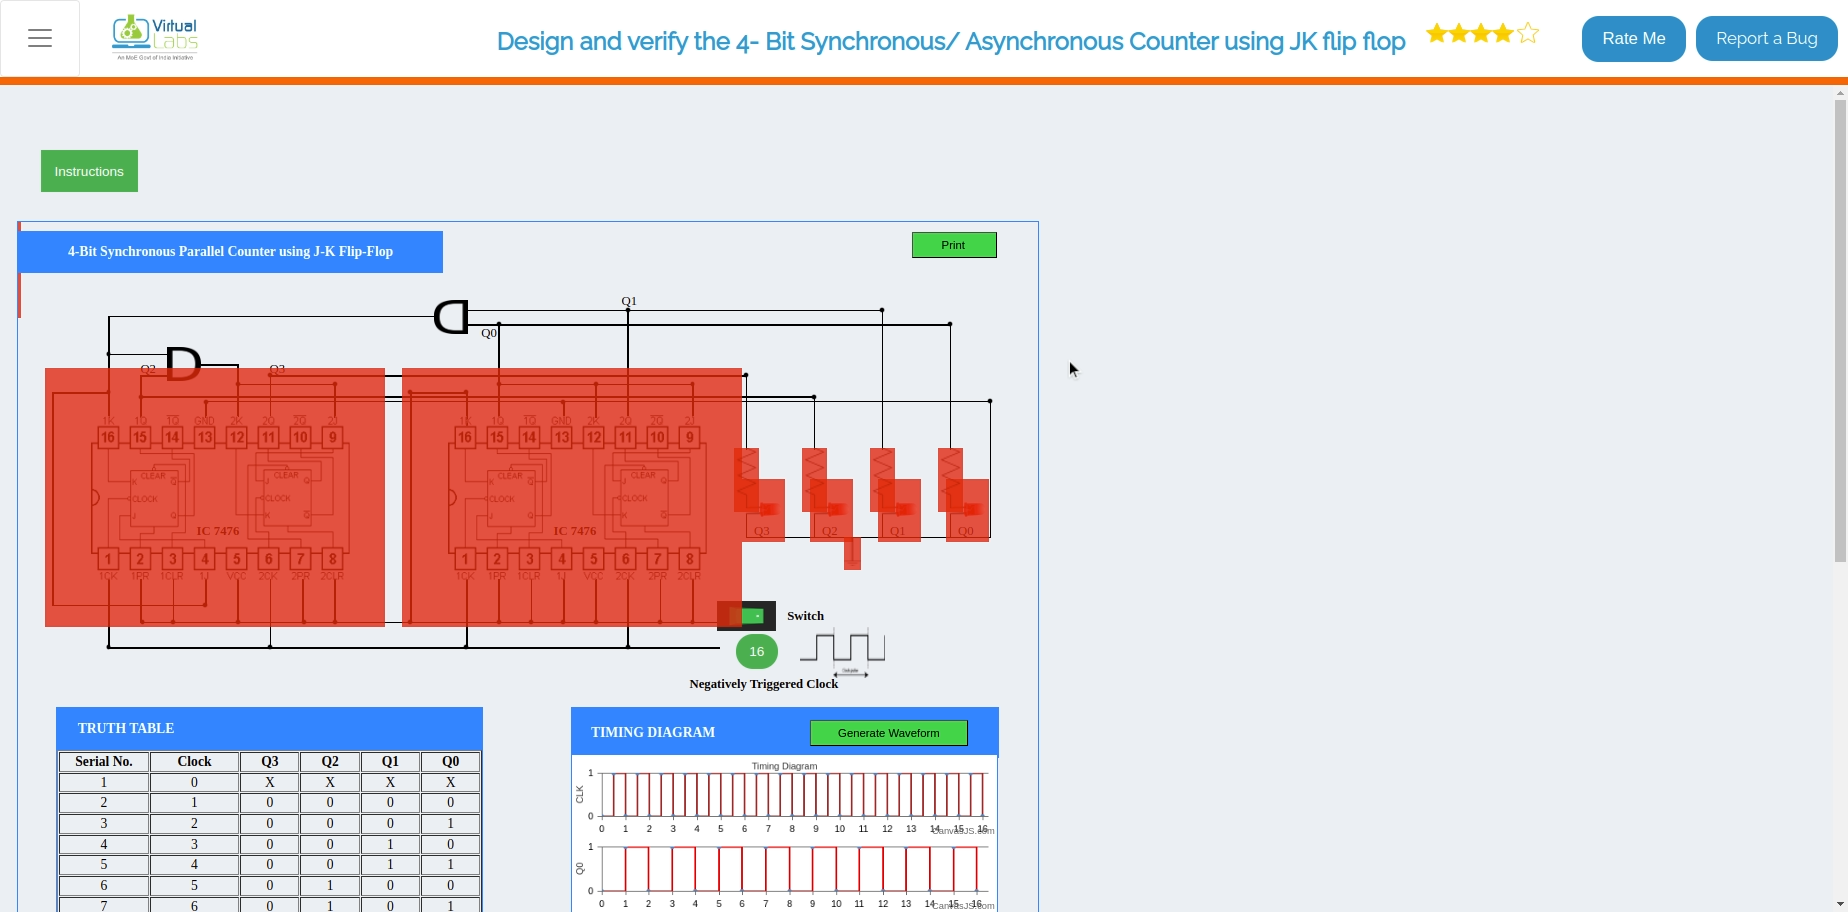 Virtual
Labs
An MoE Govt of India Initiative
Design and verify the 4- Bit Synchronous/ Asynchronous Counter using JK flip flop
Rate Me
Report a Bug
Instructions
4-Bit Synchronous Parallel Counter using J-K Flip-Flop
Print
Q1
Q0
Q2 Q3
1K 1Q 1Q GND 2K 2Q 2Q 2J
16 15 14 13 12 11 10 9
CLEAR K Q CLOCK J Q
CLEAR J Q CLOCK K Q
IC 7476
1 2 3 4 5 6 7 8
1CK 1PR 1CLR 1J VCC 2CK 2PR 2CLR
1K 1Q 1Q GND 2K 2Q 2Q 2J
16 15 14 13 12 11 10 9
CLEAR K Q CLOCK J Q
CLEAR J Q CLOCK K Q
IC 7476
1 2 3 4 5 6 7 8
1CK 1PR 1CLR 1J VCC 2CK 2PR 2CLR
Q3 Q2 Q1 Q0
Switch
16
Negatively Triggered Clock
TRUTH TABLE
Serial No. Clock Q3 Q2 Q1 Q0
1 0 X X X X
2 1 0 0 0 0
3 2 0 0 0 1
4 3 0 0 1 0
5 4 0 0 1 1
6 5 0 1 0 0
7 6 0 1 0 1
TIMING DIAGRAM
Generate Waveform
Timing Diagram
1
CLK
0
0 1 2 3 4 5 6 7 8 9 10 11 12 13 14 15 16
CanvasJS.com
1
Q0
0
0 1 2 3 4 5 6 7 8 9 10 11 12 13 14 15 16
CanvasJS.com